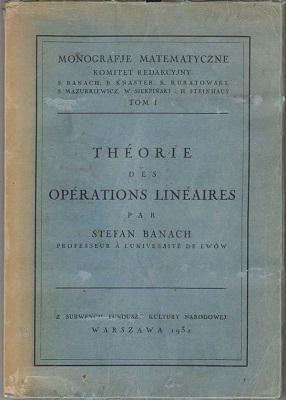 MONOGRAFJE MATEMATYCZNE
KOMITET REDAKCYJNY:
S. BANACH, B. KNASTER, K. KURATOWSKI,
S. MAZURKIEWICZ, W. SIERPIŃSKI, H. STEINHAUS
TOM I
THÉORIE
DES
OPÉRATIONS LINÉAIRES
PAR
STEFAN BANACH
PROFESSEUR À L'UNIVERSITÉ DE LWÓW
Z SUBWENCJI FUNDUSZU KULTURY NARODOWEJ
WARSZAWA 1932